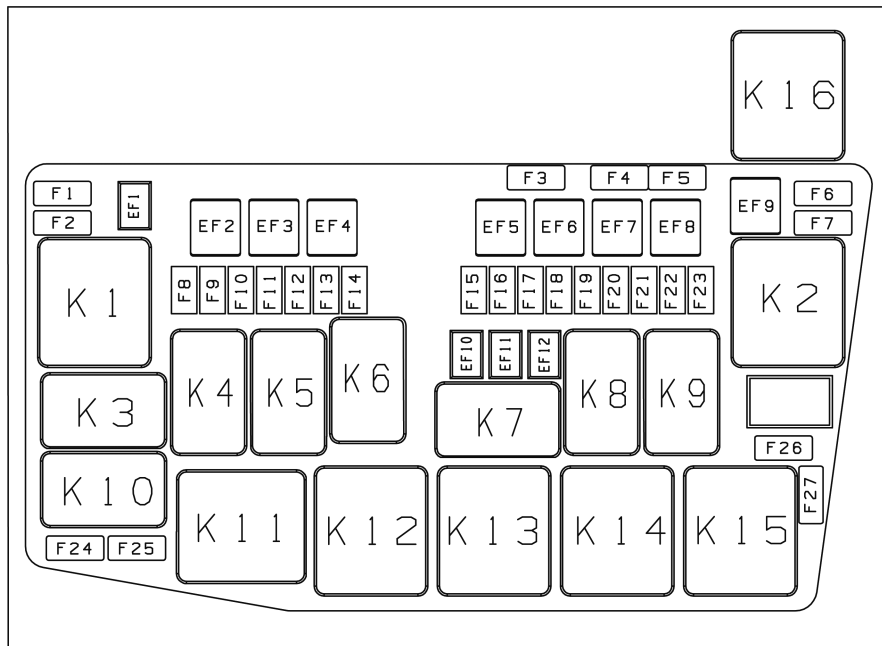 K16
F3 F4 F5
F1 EF1 EF9 F6
F2 EF2 EF3 EF4 EF5 EF6 EF7 EF8 F7
F8 F9 F10 F11 F12 F13 F14 F15 F16 F17 F18 F19 F20 F21 F22 F23
K1 K2
EF10 EF11 EF12
K4 K5 K6 K8 K9
K3 K7
F26
K10 F27
K11 K12 K13 K14 K15
F24 F25